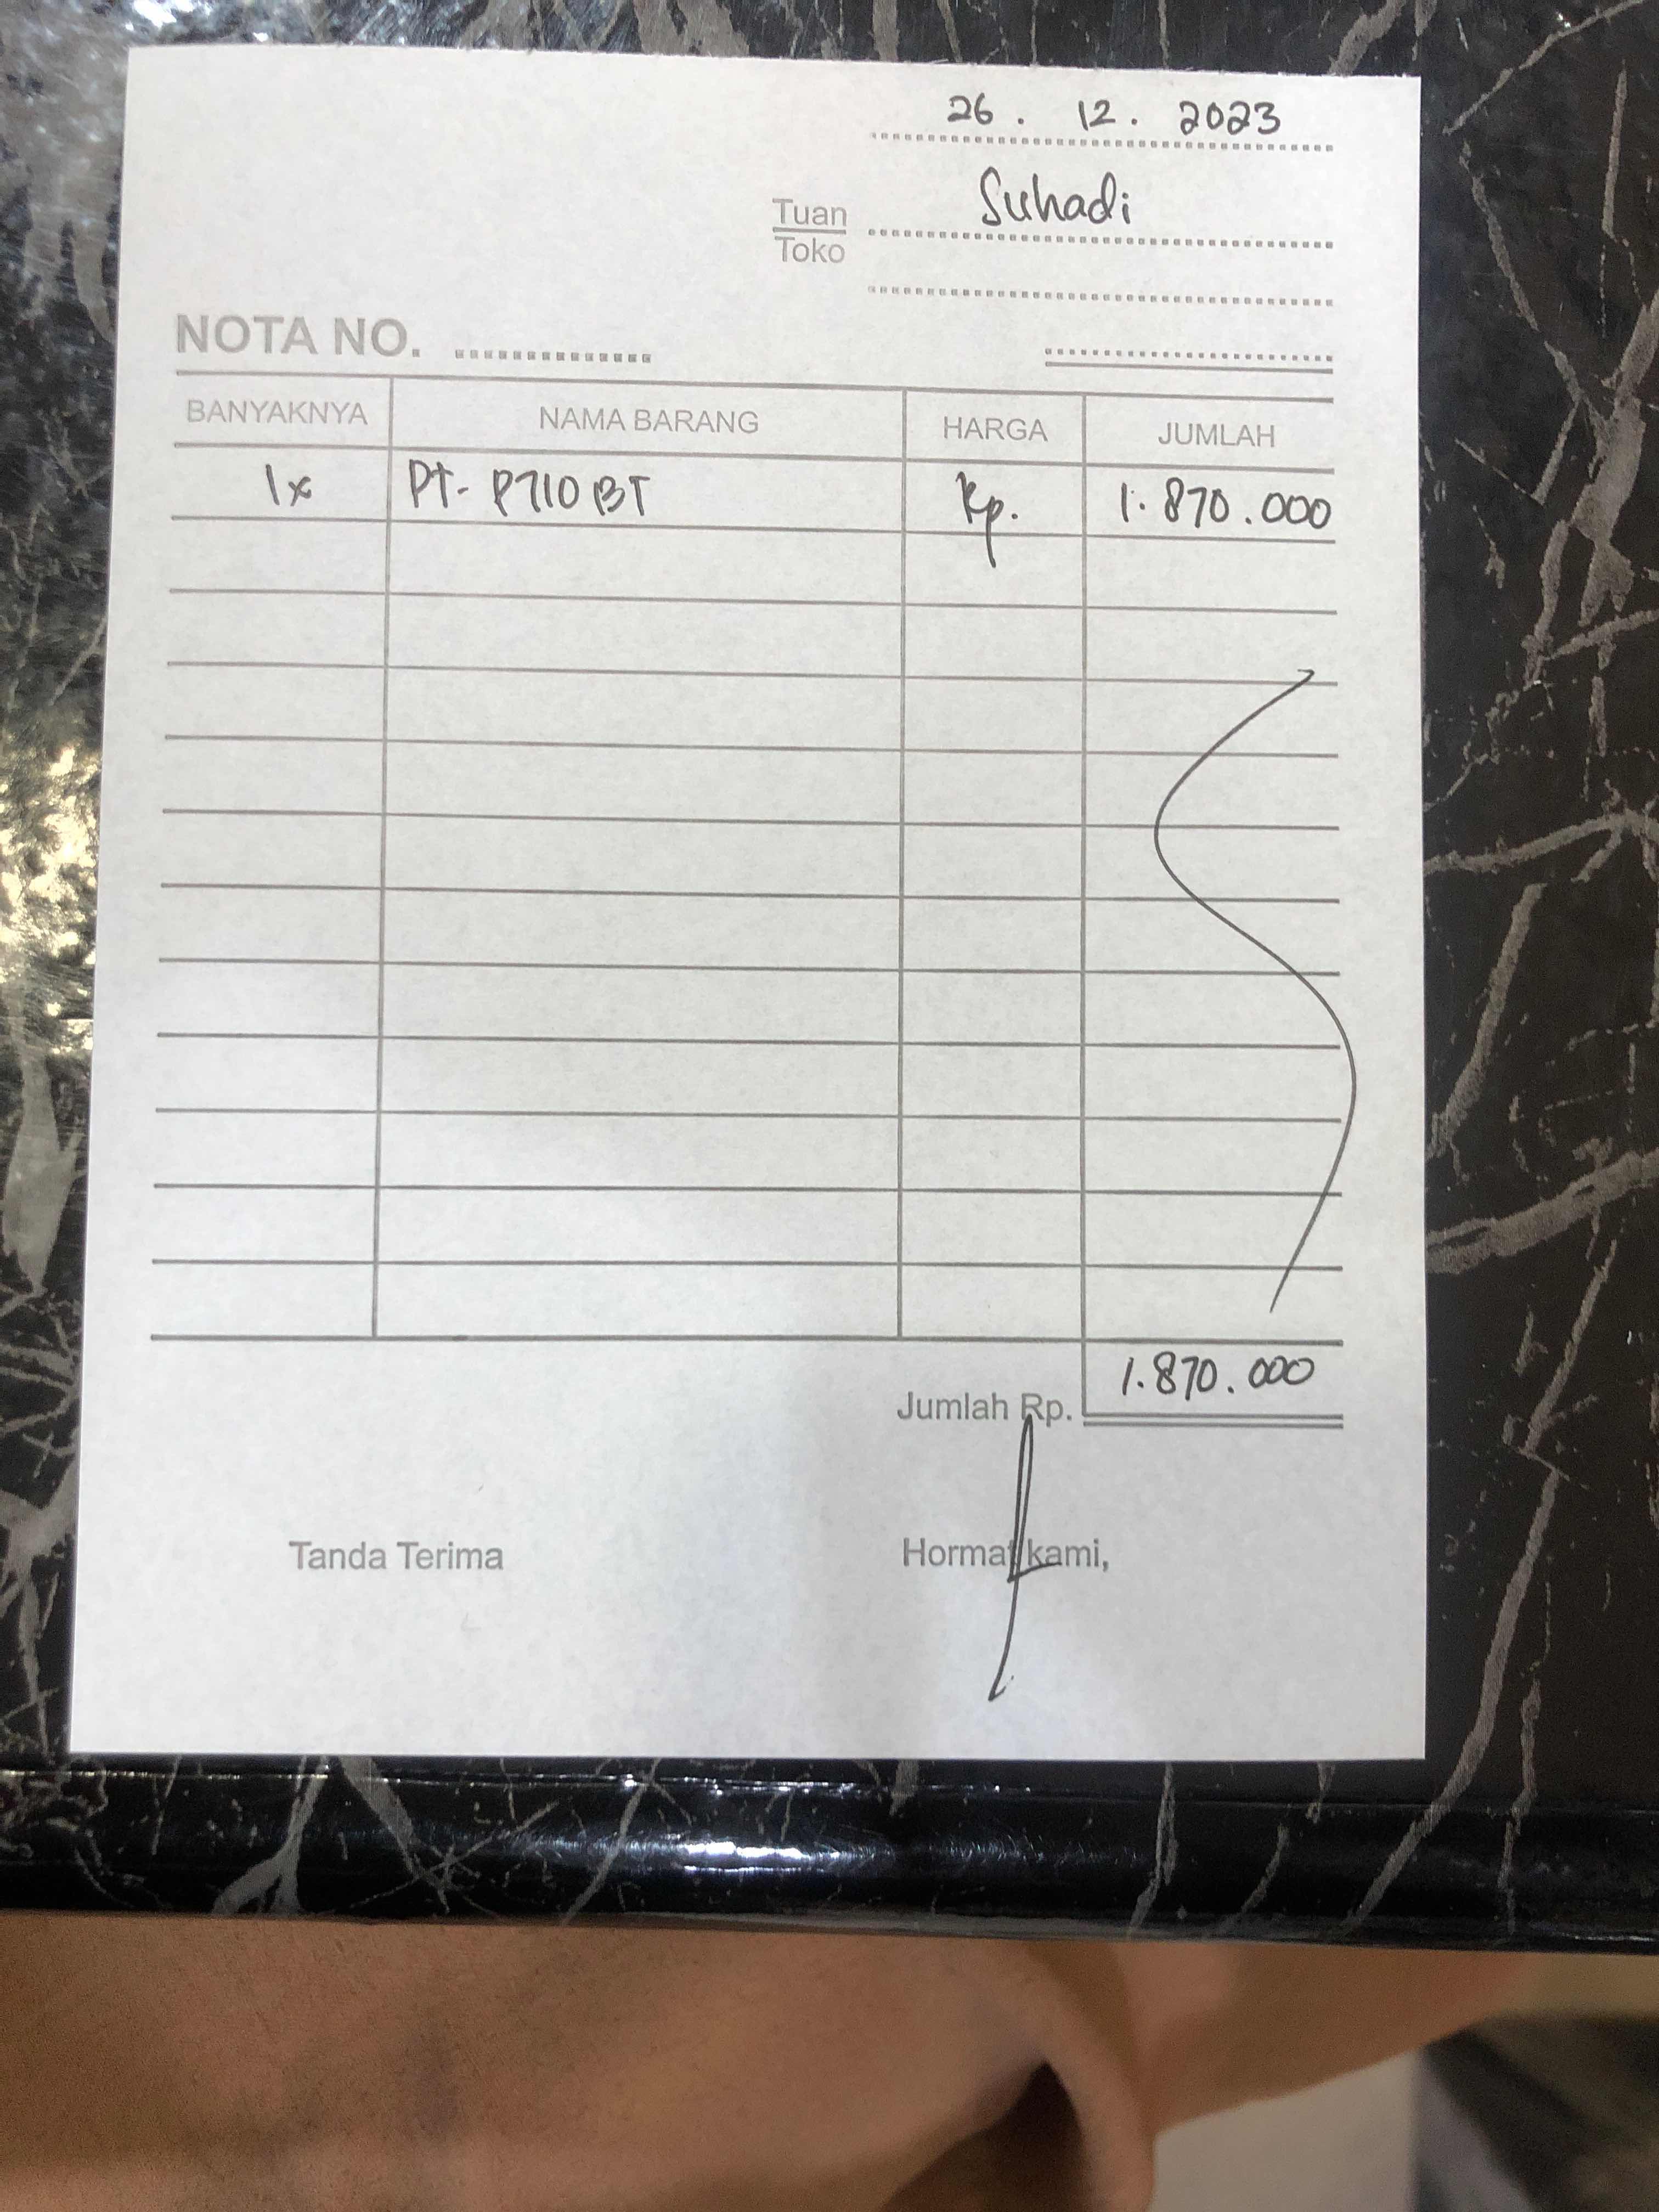 26 . 12 . 2023
Tuan Suhadi
Toko
NOTA NO.
BANYAKNYA NAMA BARANG HARGA JUMLAH
1x PT- P710 BT Rp. 1.870.000
1.870.000
Jumlah Rp.
Tanda Terima Hormat kami,